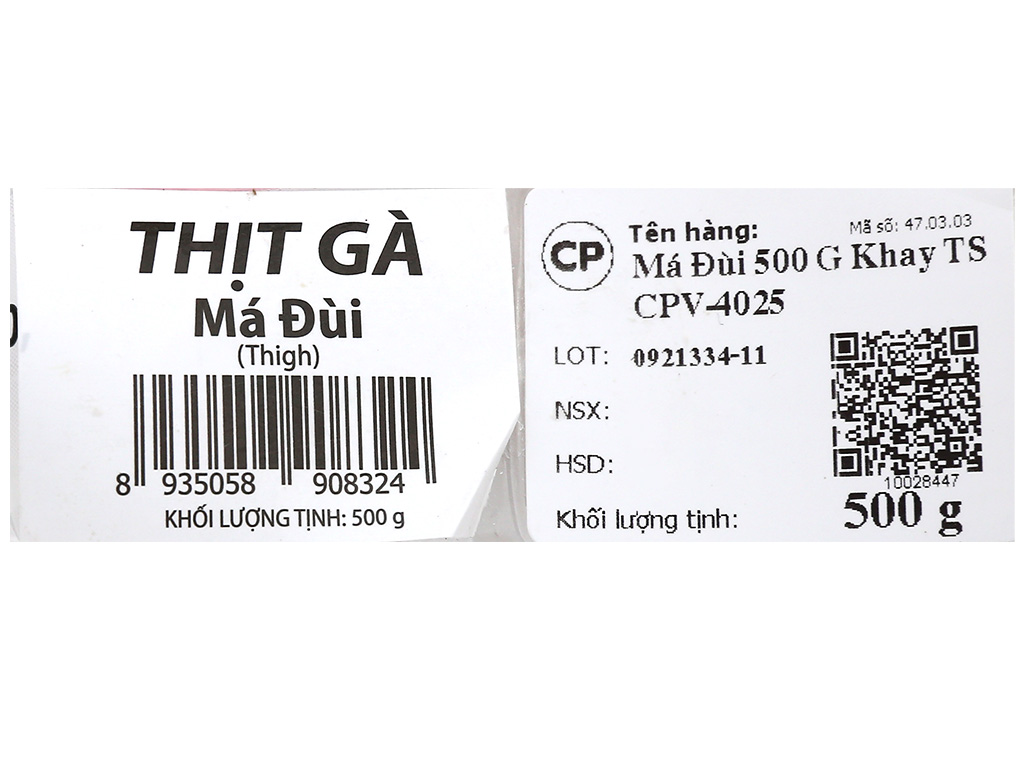 THỊT GÀ
Má Đùi
(Thigh)
8 935058 908324
KHỐI LƯỢNG TỊNH: 500 g
CP
Tên hàng:
Mã số: 47.03.03
Má Đùi 500 G Khay TS
CPV-4025
LOT: 0921334-11
NSX:
HSD:
10028447
Khối lượng tịnh: 500 g